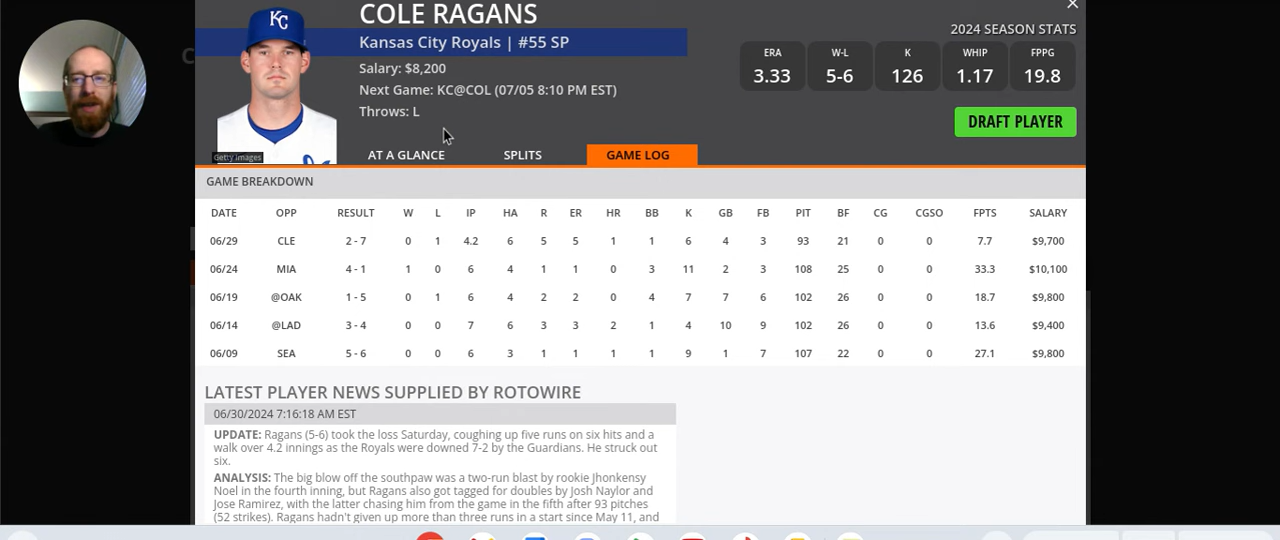 COLE RAGANS
Kansas City Royals | #55 SP
Salary: $8,200
Next Game: KC@COL (07/05 8:10 PM EST)
Throws: L
2024 SEASON STATS
ERA W-L K WHIP FPPG
3.33 5-6 126 1.17 19.8
DRAFT PLAYER
KC
Getty Images
AT A GLANCE SPLITS GAME LOG
GAME BREAKDOWN
DATE OPP RESULT W L IP HA R ER HR BB K GB FB PIT BF CG CGSO FPTS SALARY
06/29 CLE 2 - 7 0 1 4.2 6 5 5 1 1 6 4 3 93 21 0 0 7.7 $9,700
06/24 MIA 4 - 1 1 0 6 4 1 1 0 3 11 2 3 108 25 0 0 33.3 $10,100
06/19 @OAK 1 - 5 0 1 6 4 2 2 0 4 7 7 6 102 26 0 0 18.7 $9,800
06/14 @LAD 3 - 4 0 0 7 6 3 3 2 1 4 10 9 102 26 0 0 13.6 $9,400
06/09 SEA 5 - 6 0 0 6 3 1 1 1 1 9 1 7 107 22 0 0 27.1 $9,800
LATEST PLAYER NEWS SUPPLIED BY ROTOWIRE
06/30/2024 7:16:18 AM EST
UPDATE: Ragans (5-6) took the loss Saturday, coughing up five runs on six hits and a
walk over 4.2 innings as the Royals were downed 7-2 by the Guardians. He struck out
six.
ANALYSIS: The big blow off the southpaw was a two-run blast by rookie Jhonkensy
Noel in the fourth inning, but Ragans also got tagged for doubles by Josh Naylor and
Jose Ramirez, with the latter chasing him from the game in the fifth after 93 pitches
(52 strikes). Ragans hadn't given up more than three runs in a start since May 11, and